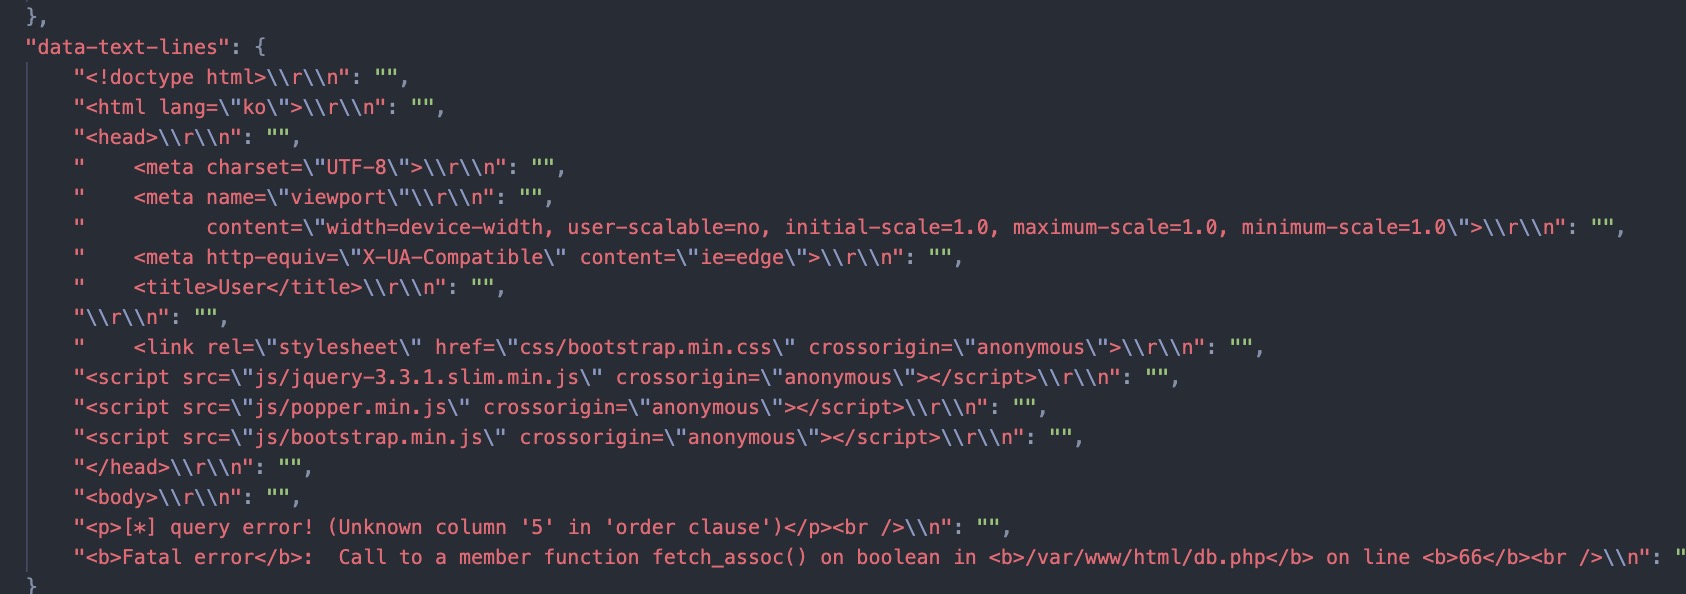 },
"data-text-lines": {
    "<!doctype html>\\r\\n": "",
    "<html lang=\"ko\">\\r\\n": "",
    "<head>\\r\\n": "",
    "    <meta charset=\"UTF-8\">\\r\\n": "",
    "    <meta name=\"viewport\"\\r\\n": "",
    "          content=\"width=device-width, user-scalable=no, initial-scale=1.0, maximum-scale=1.0, minimum-scale=1.0\">\\r\\n": "",
    "    <meta http-equiv=\"X-UA-Compatible\" content=\"ie=edge\">\\r\\n": "",
    "    <title>User</title>\\r\\n": "",
    "\\r\\n": "",
    "    <link rel=\"stylesheet\" href=\"css/bootstrap.min.css\" crossorigin=\"anonymous\">\\r\\n": "",
    "<script src=\"js/jquery-3.3.1.slim.min.js\" crossorigin=\"anonymous\"></script>\\r\\n": "",
    "<script src=\"js/popper.min.js\" crossorigin=\"anonymous\"></script>\\r\\n": "",
    "<script src=\"js/bootstrap.min.js\" crossorigin=\"anonymous\"></script>\\r\\n": "",
    "</head>\\r\\n": "",
    "<body>\\r\\n": "",
    "<p>[*] query error! (Unknown column '5' in 'order clause')</p><br />\\n": "",
    "<b>Fatal error</b>:  Call to a member function fetch_assoc() on boolean in <b>/var/www/html/db.php</b> on line <b>66</b><br />\\n": "
}